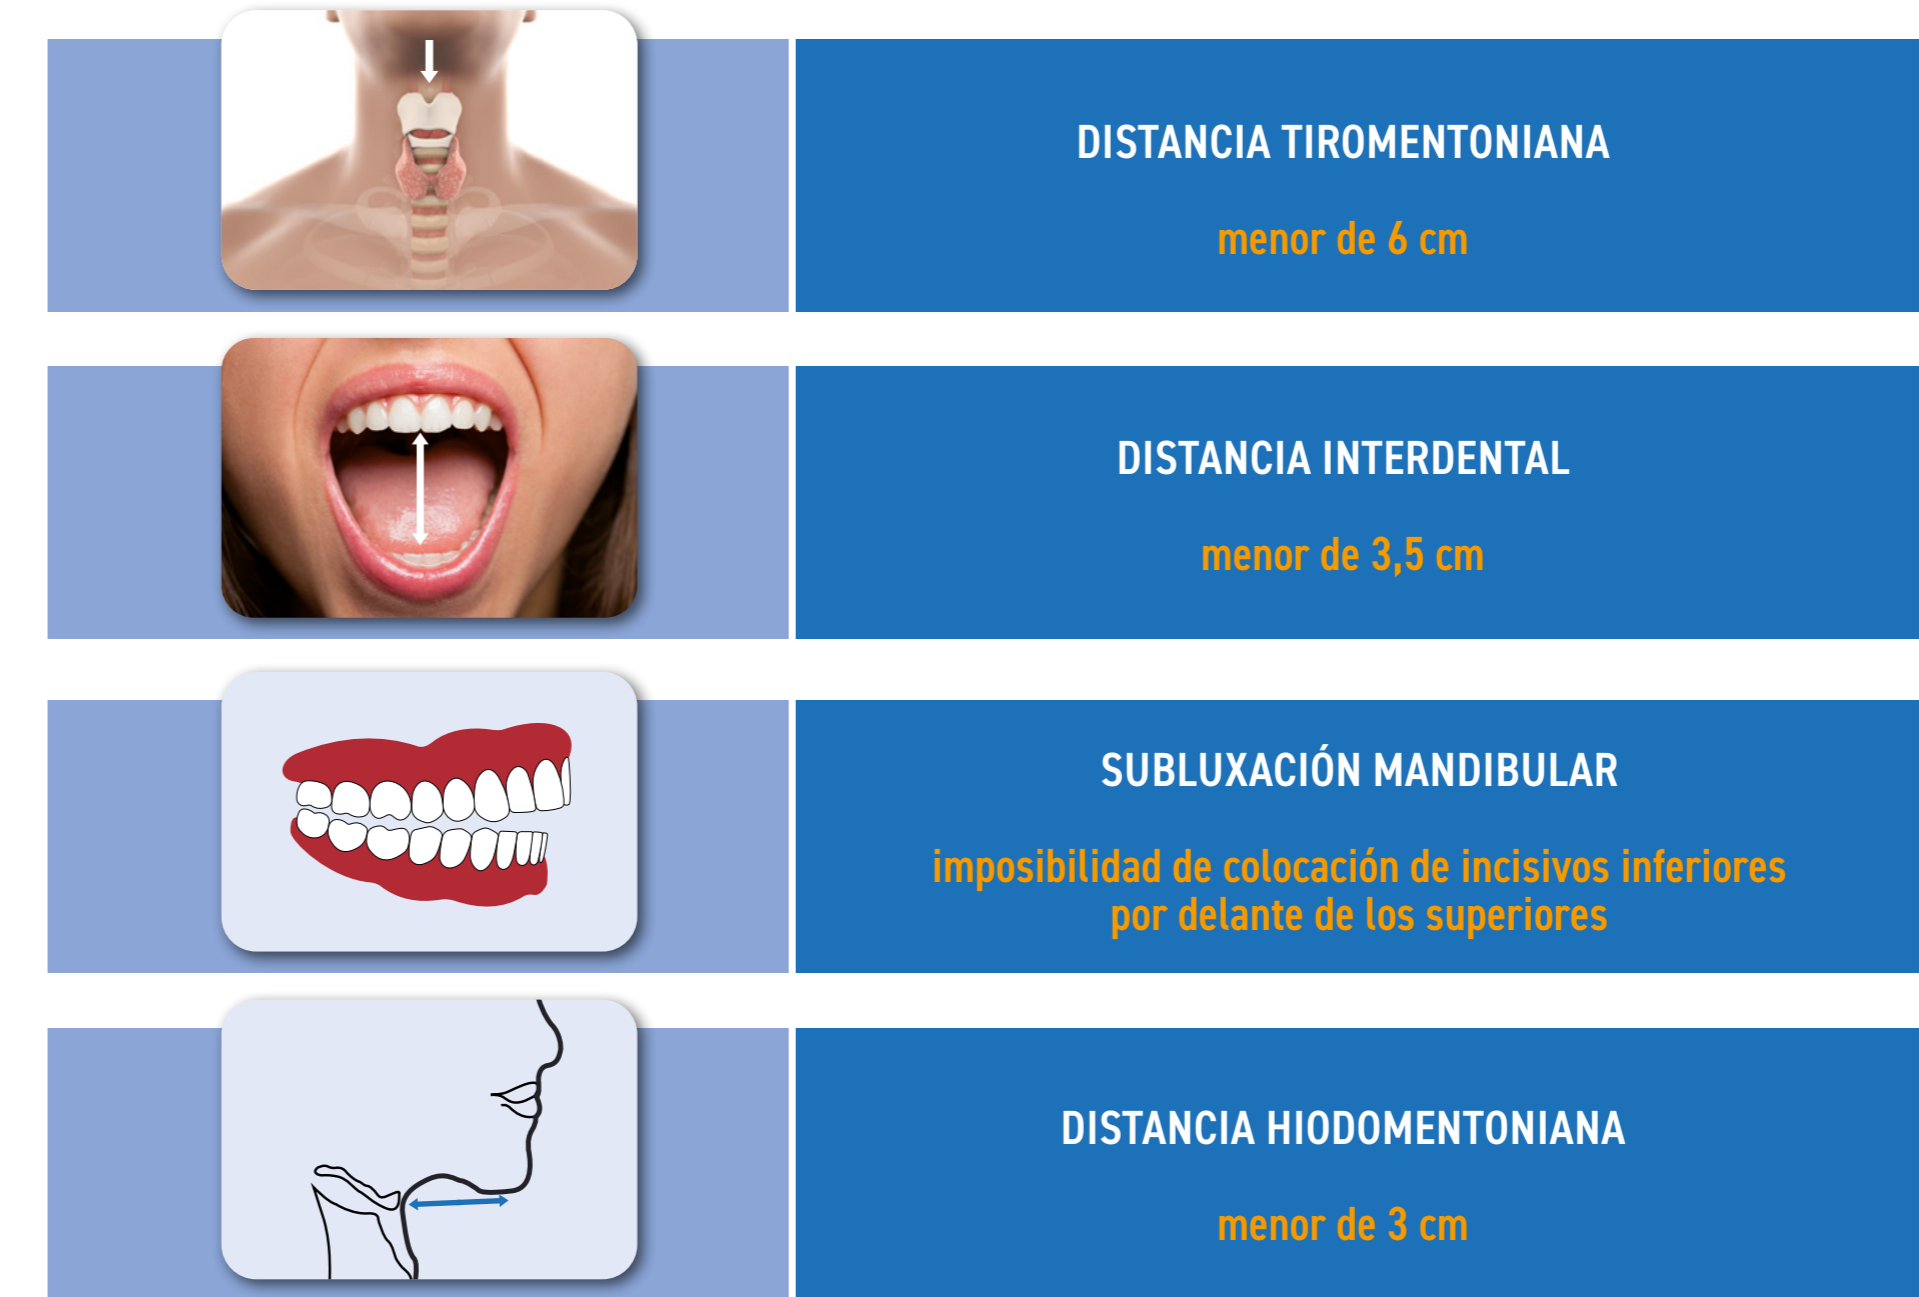 DISTANCIA TIROMENTONIANA
menor de 6 cm
DISTANCIA INTERDENTAL
menor de 3,5 cm
SUBLUXACIÓN MANDIBULAR
imposibilidad de colocación de incisivos inferiores
por delante de los superiores
DISTANCIA HIODOMENTONIANA
menor de 3 cm